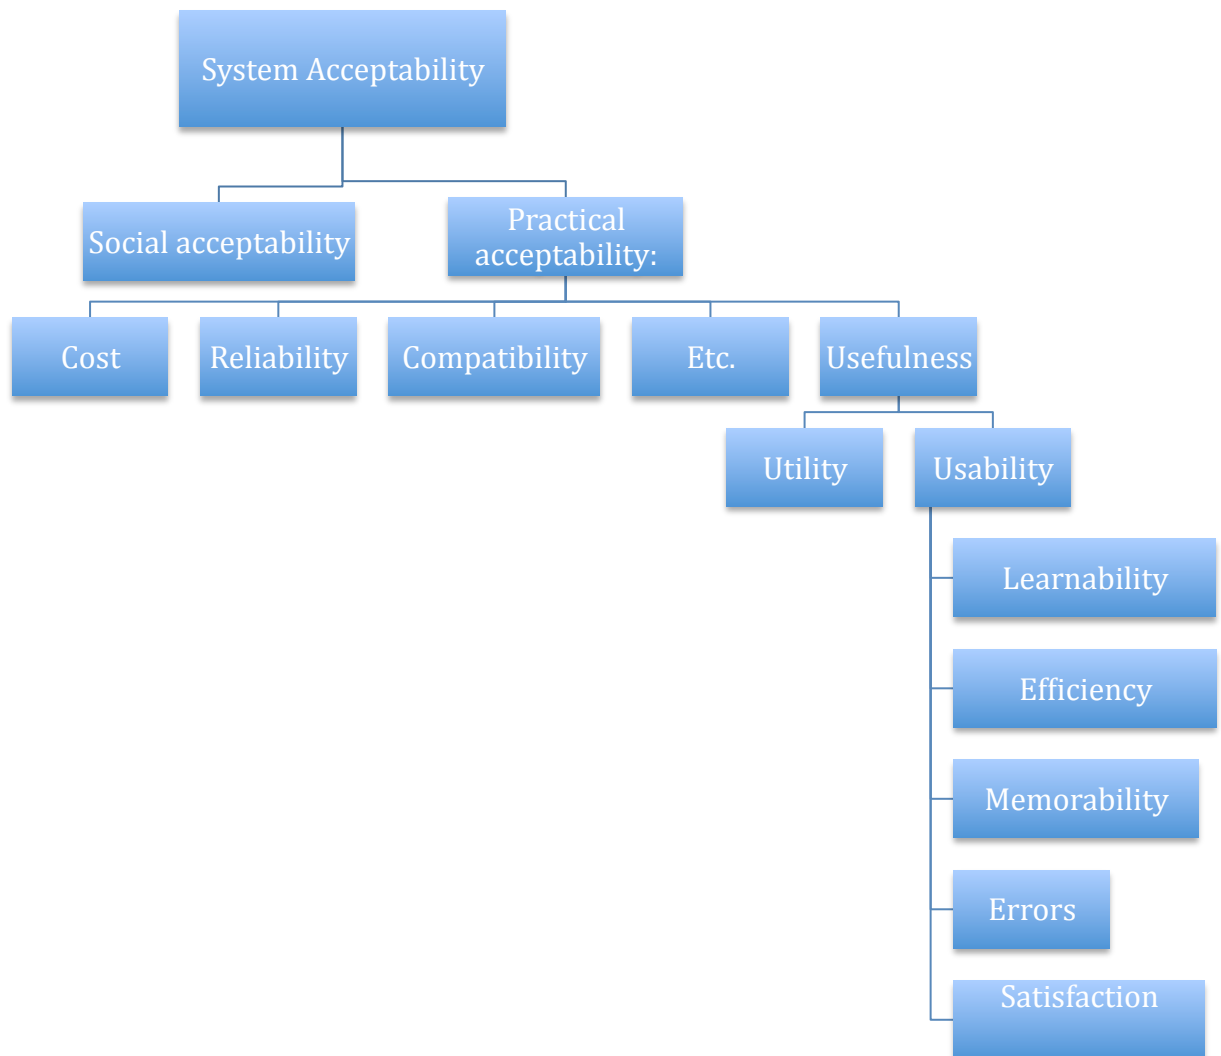 System Acceptability
Social acceptability
Practical
acceptability:
Cost
Reliability
Compatibility
Etc.
Usefulness
Utility
Usability
Learnability
Efficiency
Memorability
Errors
Satisfaction